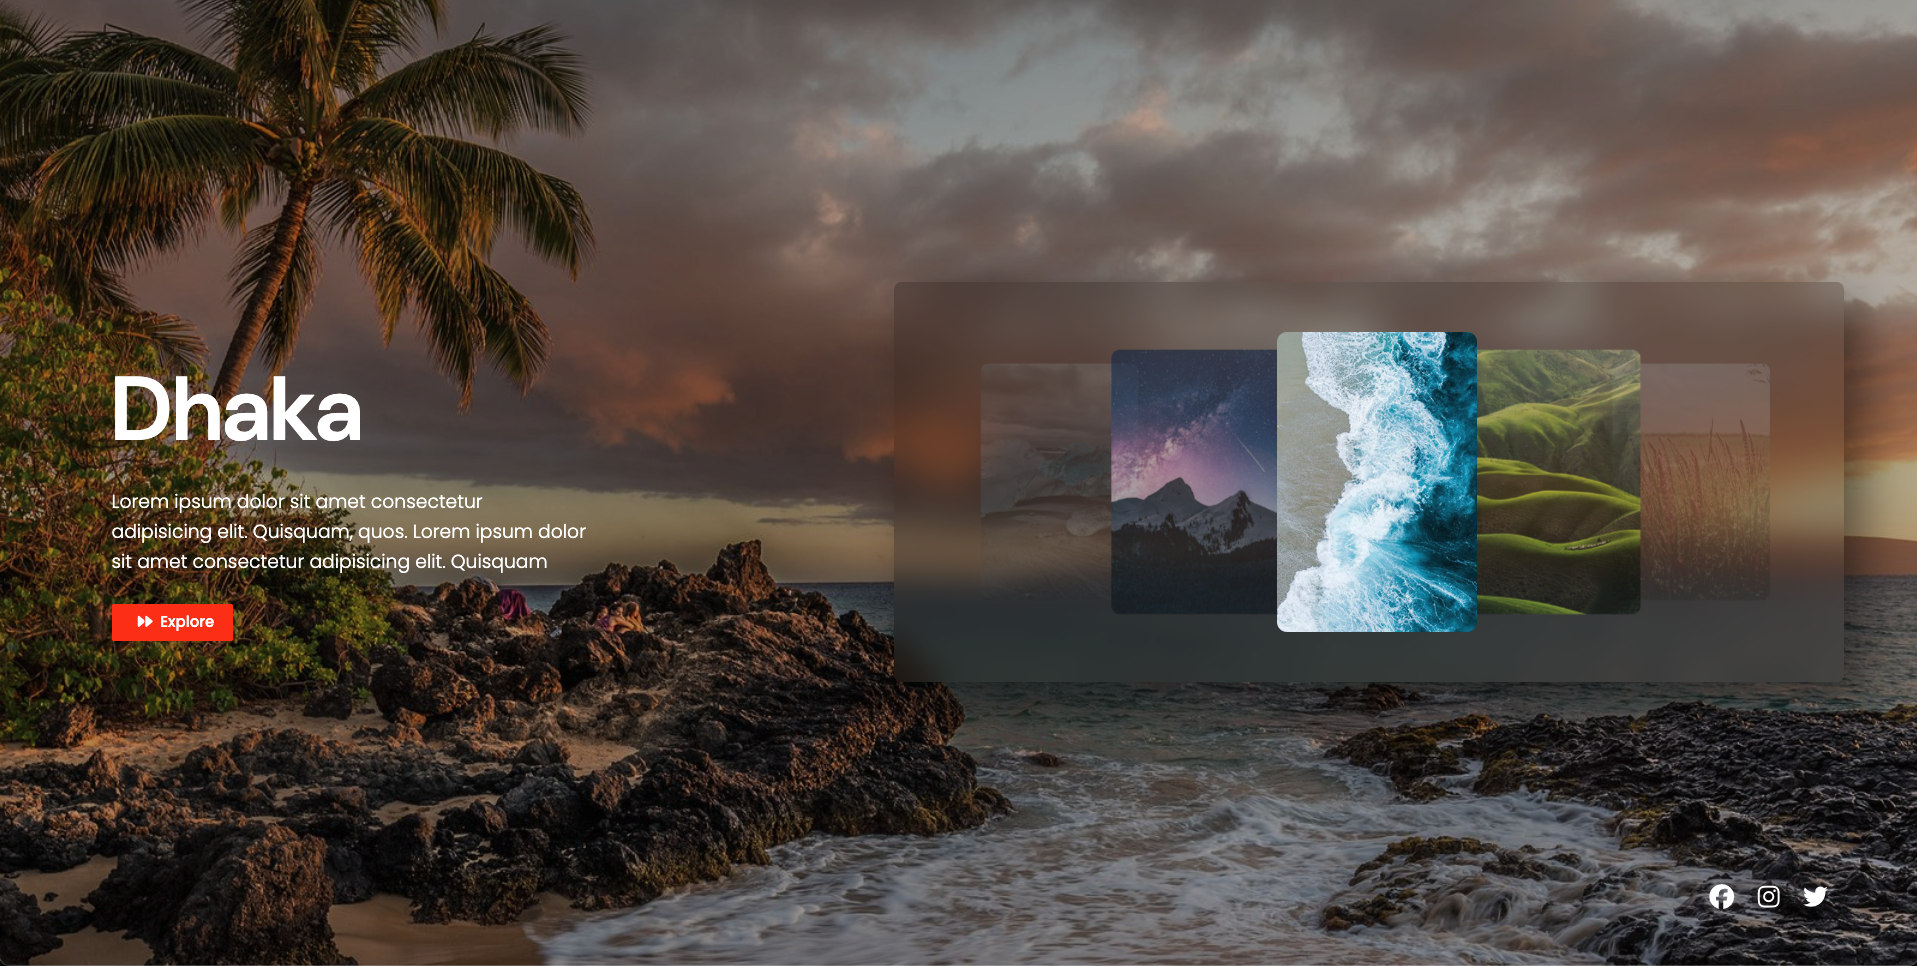 Dhaka
Lorem ipsum dolor sit amet consectetur
adipisicing elit. Quisquam, quos. Lorem ipsum dolor
sit amet consectetur adipisicing elit. Quisquam
Explore